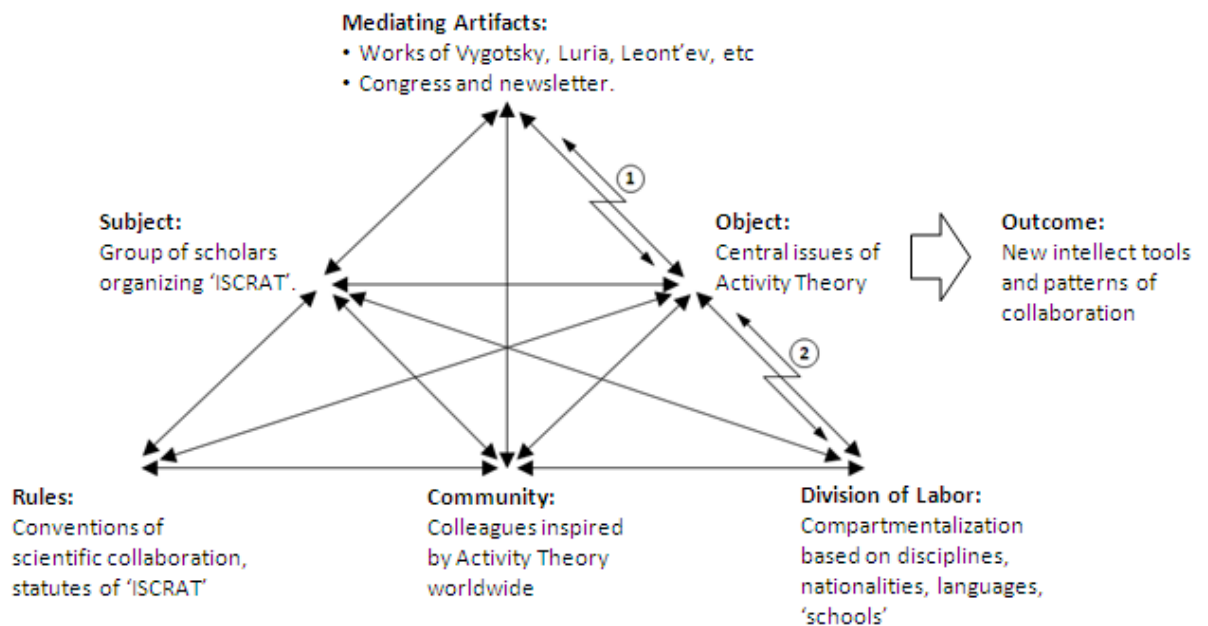 Mediating Artifacts:
• Works of Vygotsky, Luria, Leont'ev, etc
• Congress and newsletter.
1
Subject:
Group of scholars
organizing 'ISCRAT'.
Object:
Central issues of
Activity Theory
Outcome:
New intellect tools
and patterns of
collaboration
2
Rules:
Conventions of
scientific collaboration,
statutes of 'ISCRAT'
Community:
Colleagues inspired
by Activity Theory
worldwide
Division of Labor:
Compartmentalization
based on disciplines,
nationalities, languages,
'schools'